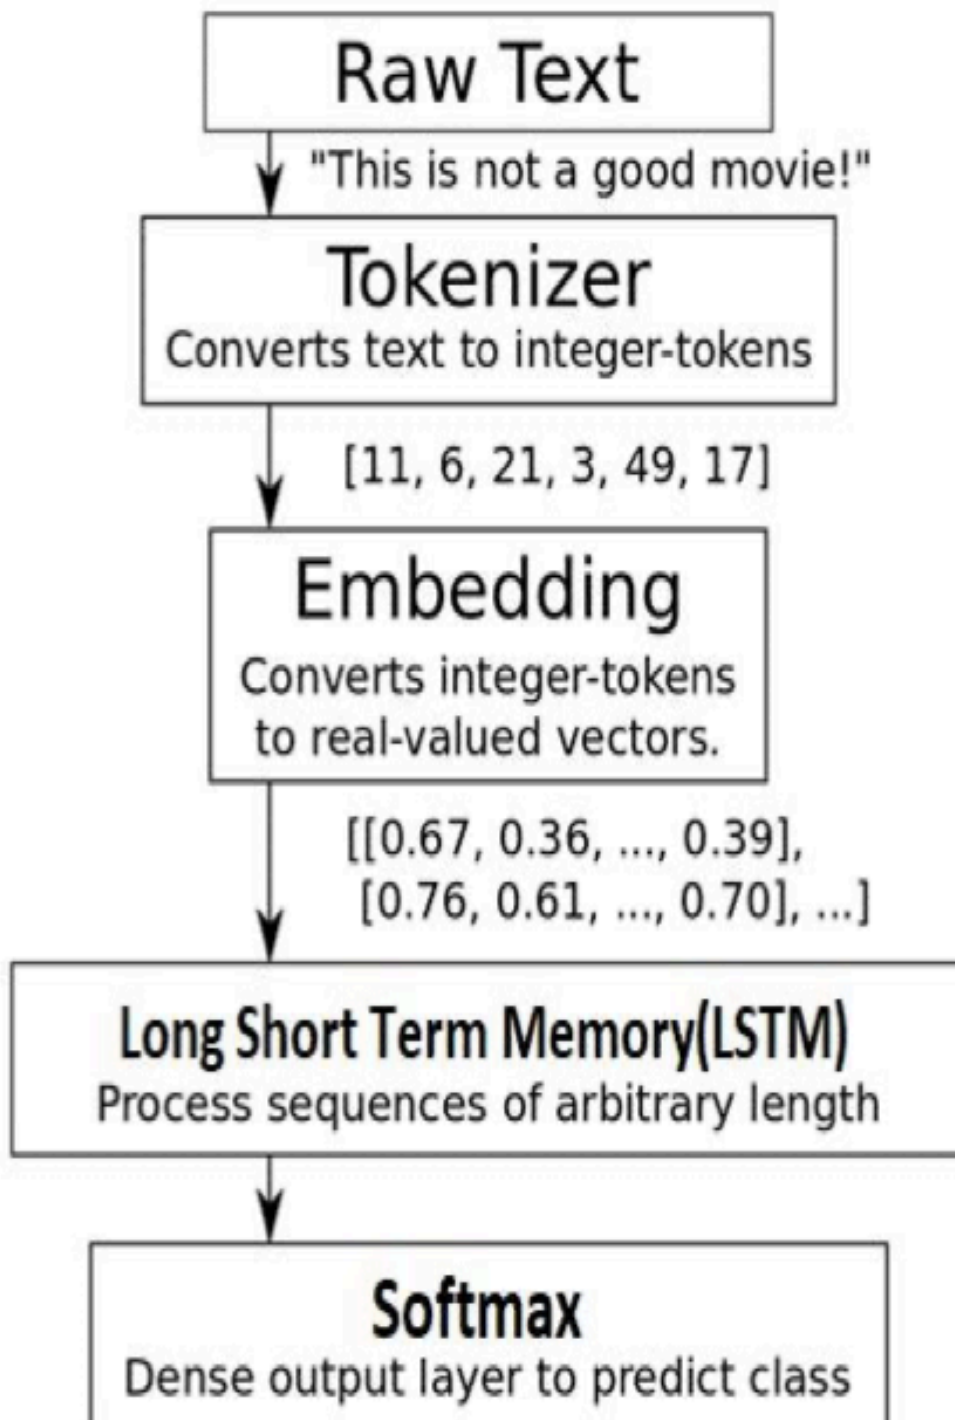 Raw Text
"This is not a good movie!"
Tokenizer
Converts text to integer-tokens
[11, 6, 21, 3, 49, 17]
Embedding
Converts integer-tokens
to real-valued vectors.
[[0.67, 0.36, ..., 0.39],
[0.76, 0.61, ..., 0.70], ...]
Long Short Term Memory(LSTM)
Process sequences of arbitrary length
Softmax
Dense output layer to predict class